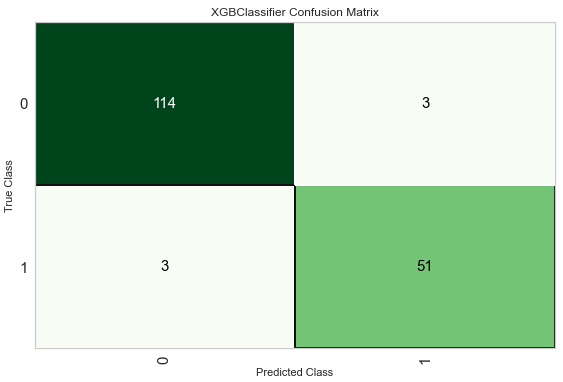 XGBClassifier Confusion Matrix
True Class
0
114
3
1
3
51
0
1
Predicted Class